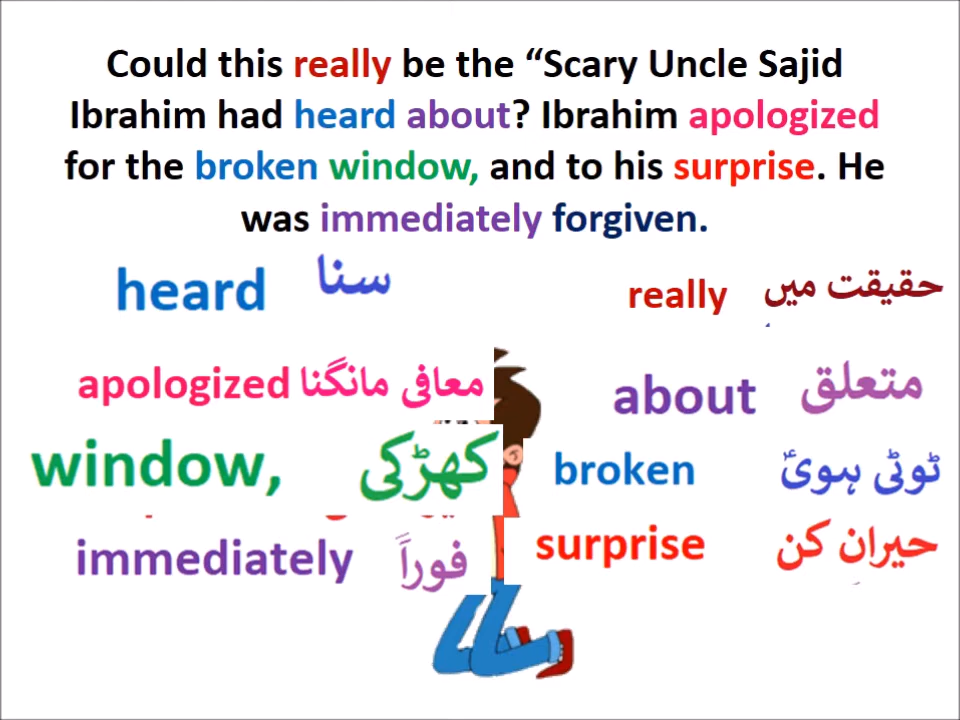 Could this really be the “Scary Uncle Sajid
Ibrahim had heard about? Ibrahim apologized
for the broken window, and to his surprise. He
was immediately forgiven.
heard سنا
really حقیقت میں
apologized معافی مانگنا
about متعلق
window, کھڑکی
broken ٹوٹی ہوئ
immediately فوراً
surprise حیران کن